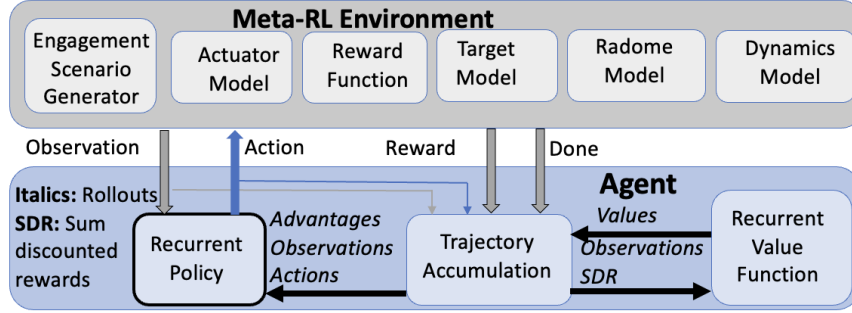 Meta-RL Environment
Engagement
Scenario
Generator
Actuator
Model
Reward
Function
Target
Model
Radome
Model
Dynamics
Model
Observation
Action
Reward
Done
Italics: Rollouts
SDR: Sum
discounted
rewards
Agent
Recurrent
Policy
Advantages
Observations
Actions
Trajectory
Accumulation
Values
Observations
SDR
Recurrent
Value
Function